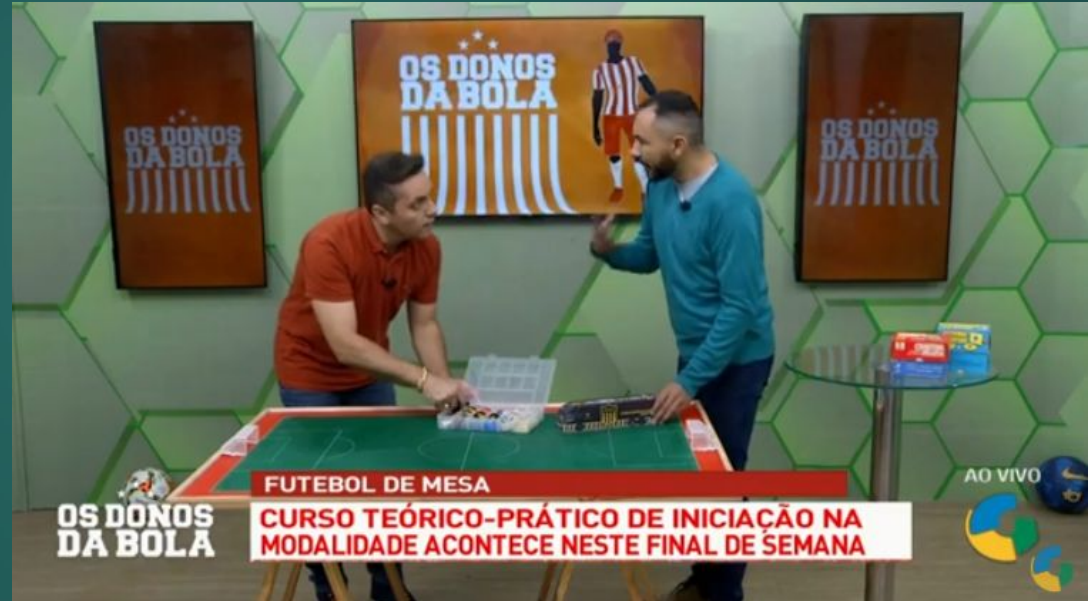 OS DONOS
DA BOLA
OS DONOS
DA BOLA
OS DONOS
DA BOLA
FUTEBOL DE MESA
AO VIVO
OS DONOS
DA BOLA
CURSO TEÓRICO-PRÁTICO DE INICIAÇÃO NA
MODALIDADE ACONTECE NESTE FINAL DE SEMANA